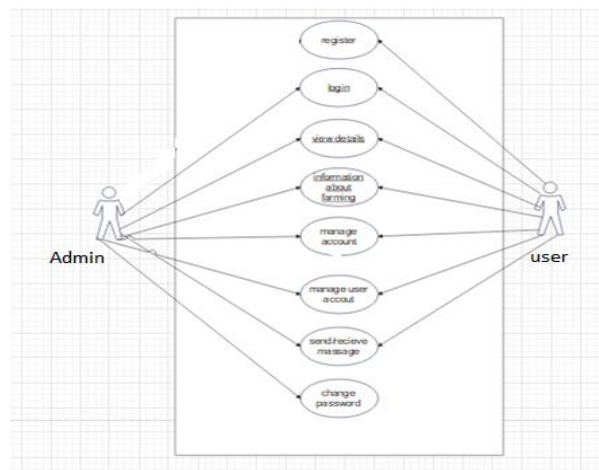 register
login
view details
information
about
farming
manage
account
Admin
user
manage user
accout
send/recieve
massage
change
password